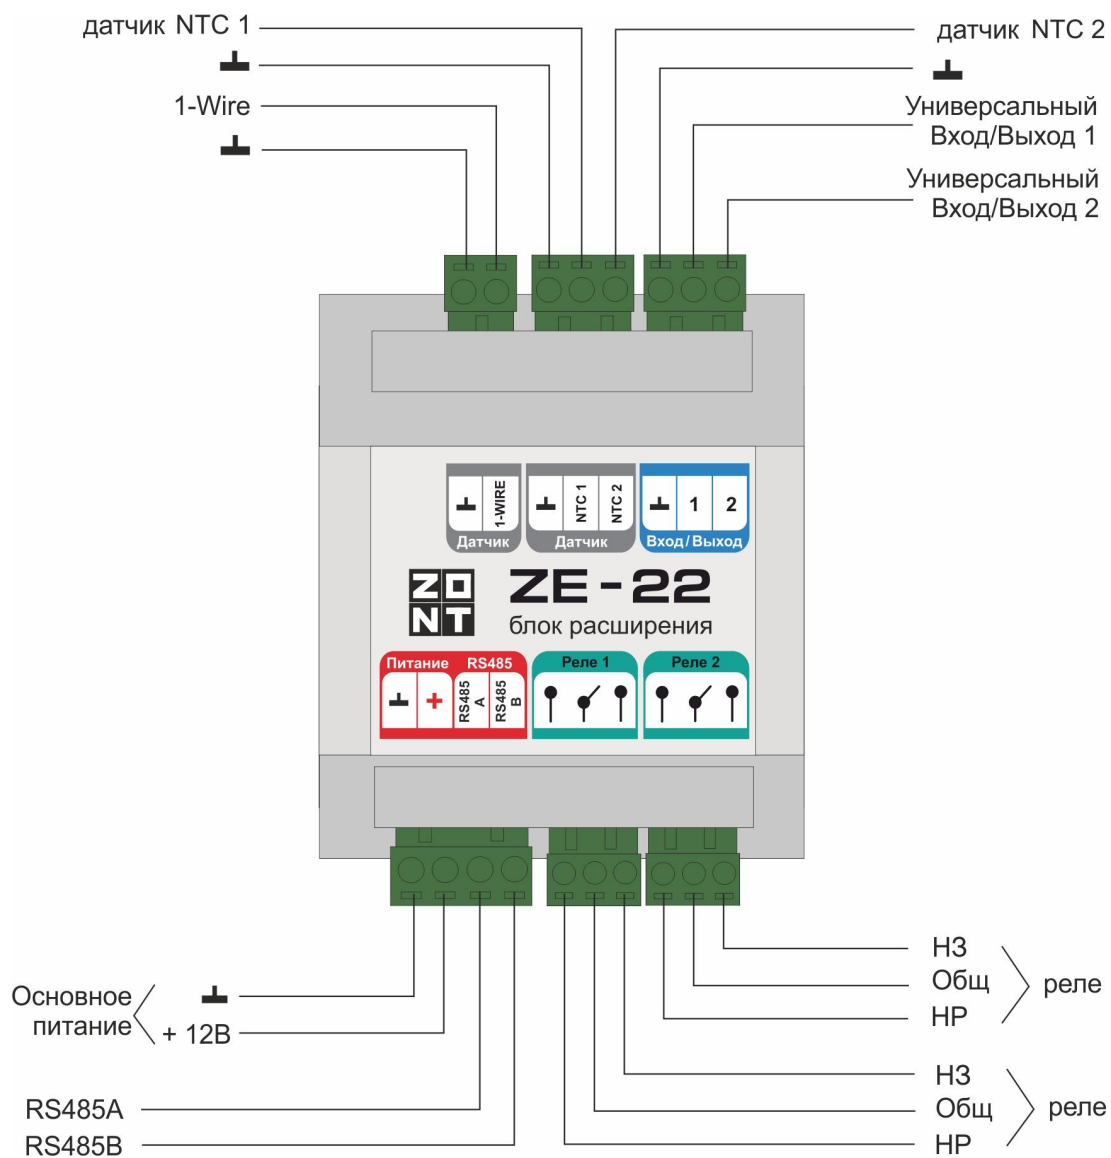 датчик NTC 1
1-Wire
датчик NTC 2
Универсальный
Вход/Выход 1
Универсальный
Вход/Выход 2
1-WIRE
Датчик
NTC 1
NTC 2
Датчик
1 2
Вход/Выход
ZONT
ZE-22
блок расширения
Питание RS485
+
RS485 A
RS485 B
Реле 1
Реле 2
Основное
питание
+ 12В
RS485A
RS485B
НЗ
Общ
НР
реле
НЗ
Общ
НР
реле